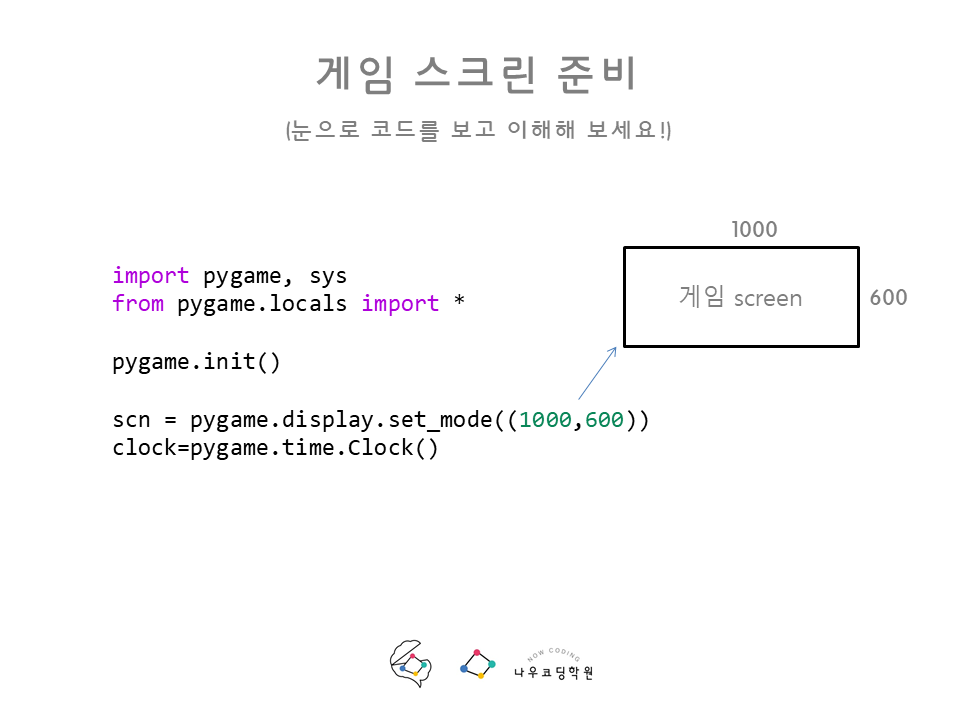 게임 스크린 준비
(눈으로 코드를 보고 이해해 보세요!)
1000
import pygame, sys
게임 screen
600
from pygame.locals import *
pygame.init()
scn = pygame.display.set_mode((1000,600))
clock=pygame.time.Clock()
NOW CODING
나우코딩학원